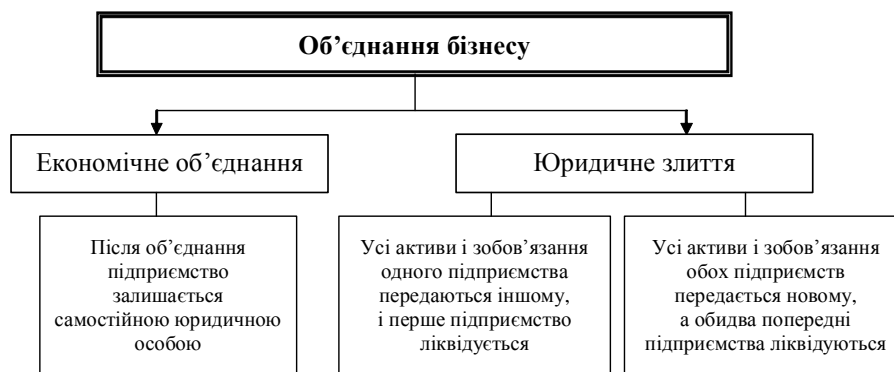 Об’єднання бізнесу
Економічне об’єднання
Юридичне злиття
Після об’єднання
підприємство
залишається
самостійною юридичною
особою
Усі активи і зобов’язання
одного підприємства
передаються іншому,
і перше підприємство
ліквідується
Усі активи і зобов’язання
обох підприємств
передається новому,
а обидва попередні
підприємства ліквідуються